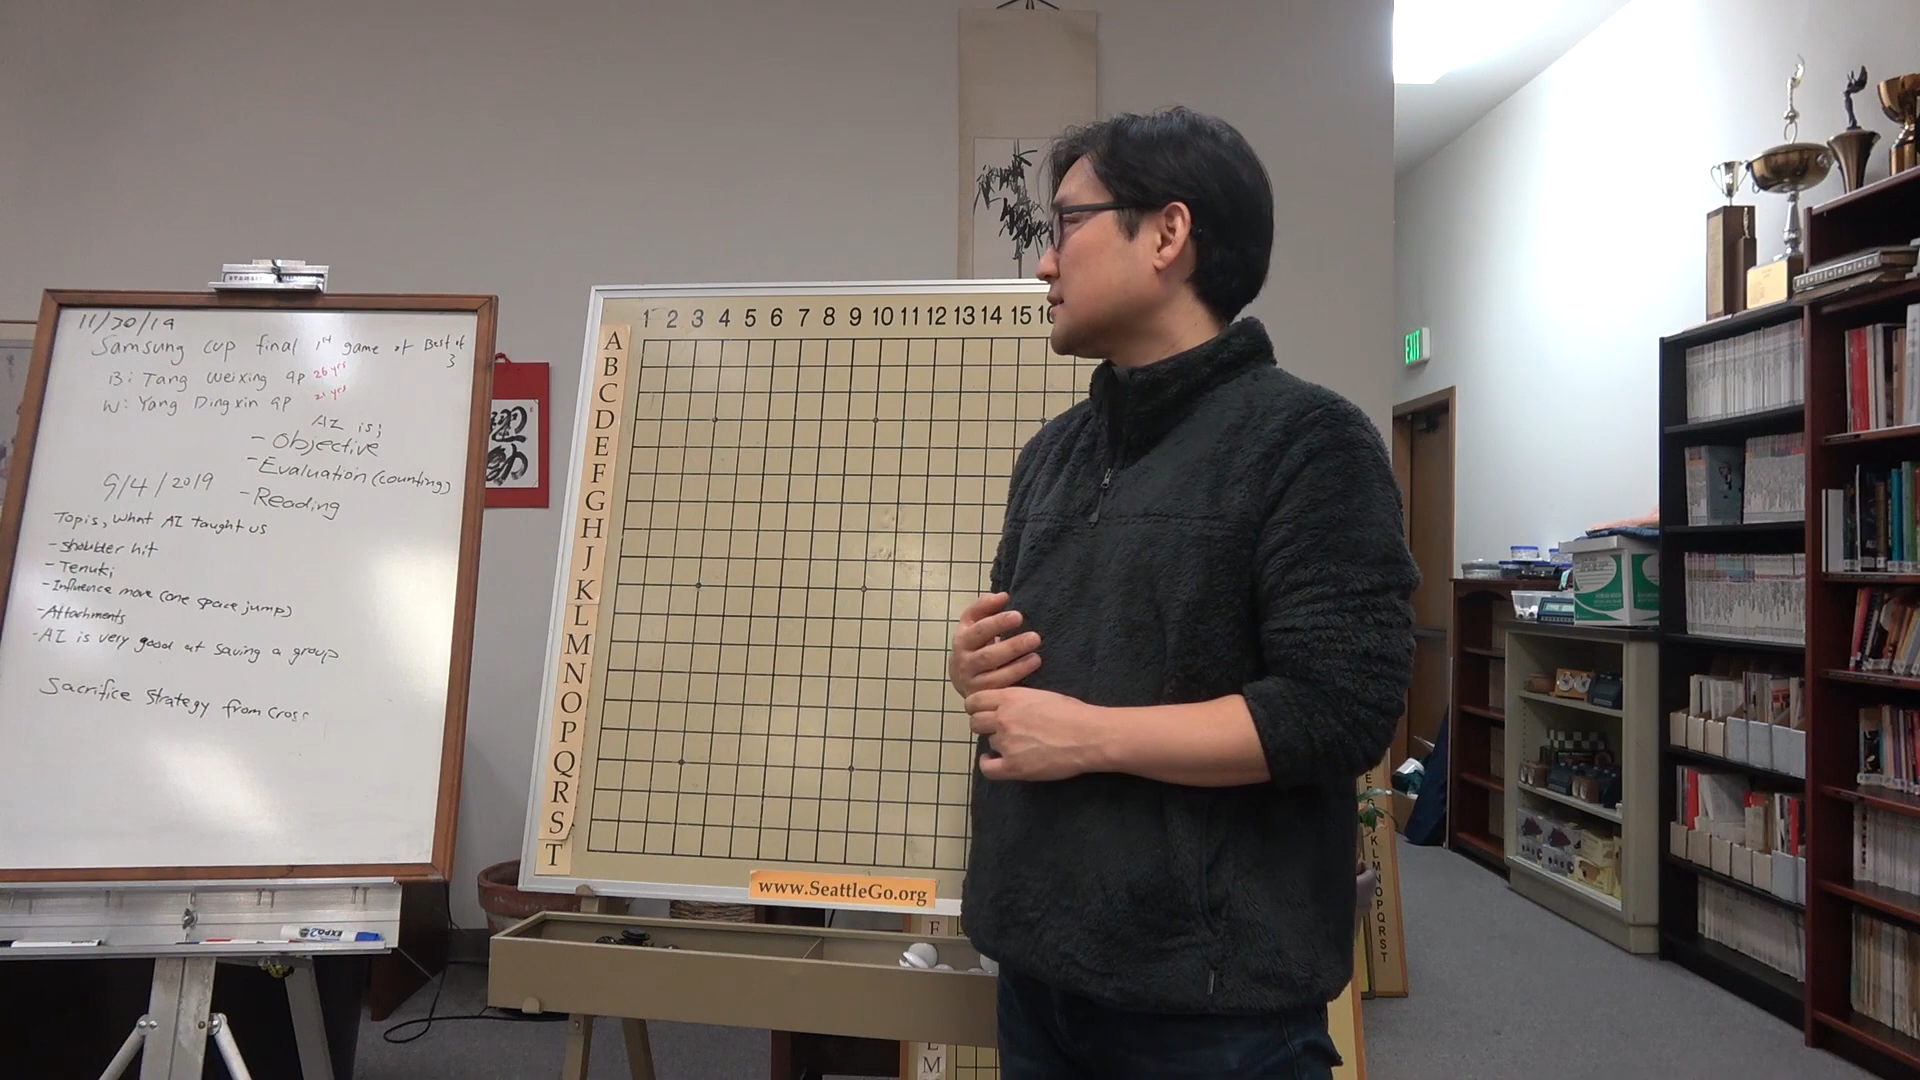 11/20/19
Samsung cup final 1st game of Best of 3
B: Tang Weixing 9P 26 yrs
W: Yang Dingxin 9P 21 yrs
AI is;
- Objective
- Evaluation (counting)
- Reading
9/4/2019
Topis, What AI taught us
- Shoulder hit
- Tenuki
- Influence move (one space jump)
- Attachments
- AI is very good at saving a group
Sacrifice strategy from cross
EXPO
1 2 3 4 5 6 7 8 9 10 11 12 13 14 15
A
B
C
D
E
F
G
H
J
K
L
M
N
O
P
Q
R
S
T
www.SeattleGo.org
EXIT
K
L
M
N
O
P
Q
R
S
T
F
L
M